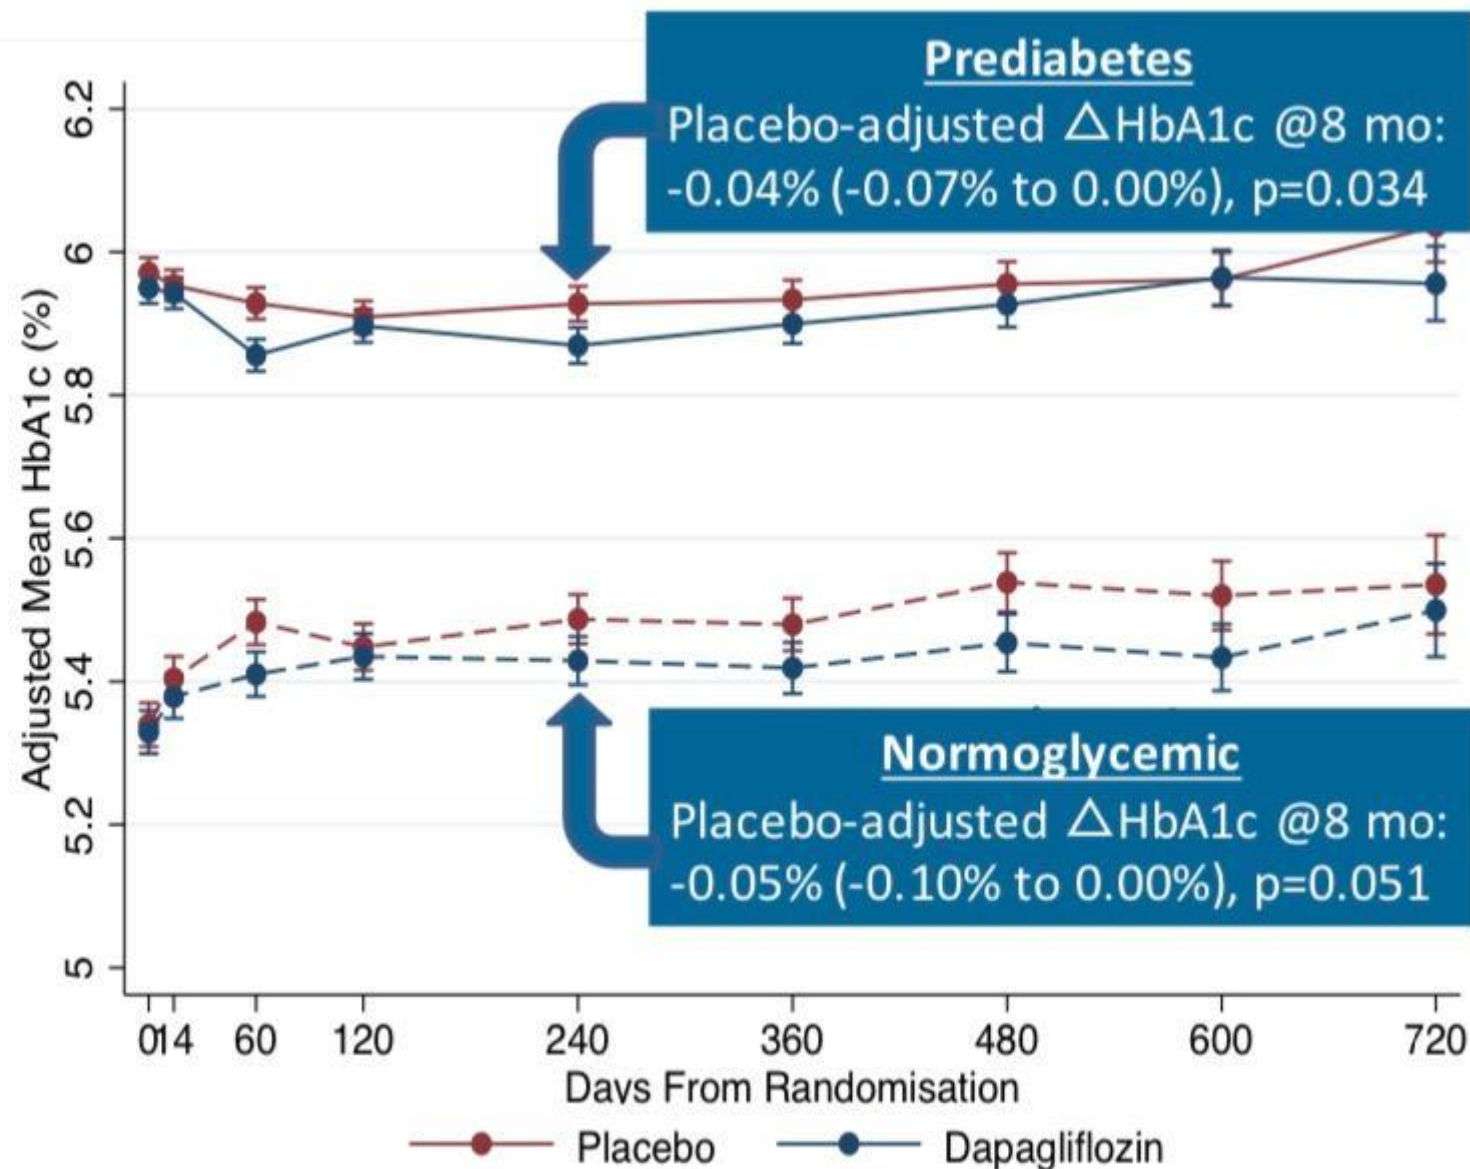 Prediabetes
Placebo-adjusted △HbA1c @8 mo:
-0.04% (-0.07% to 0.00%), p=0.034
Adjusted Mean HbA1c (%)
6.2
6
5.8
5.6
5.4
5.2
5
Normoglycemic
Placebo-adjusted △HbA1c @8 mo:
-0.05% (-0.10% to 0.00%), p=0.051
0 14 60 120 240 360 480 600 720
Days From Randomisation
Placebo Dapagliflozin